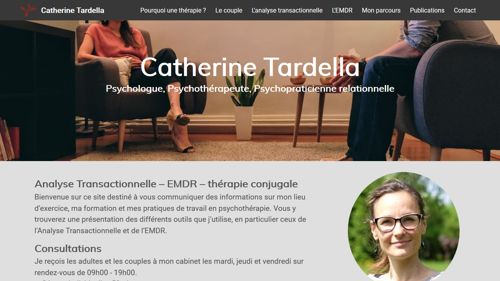 Catherine Tardella
Pourquoi une thérapie ? Le couple L'analyse transactionnelle L'EMDR Mon parcours Publications Contact
Catherine Tardella
Psychologue, Psychothérapeute, Psychopraticienne relationnelle
Analyse Transactionnelle – EMDR – thérapie conjugale
Bienvenue sur ce site destiné à vous communiquer des informations sur mon lieu
d'exercice, ma formation et mes pratiques de travail en psychothérapie. Vous y
trouverez une présentation des différents outils que j'utilise, en particulier ceux de
l'Analyse Transactionnelle et de l'EMDR.
Consultations
Je reçois les adultes et les couples à mon cabinet les mardi, jeudi et vendredi sur
rendez-vous de 09h00 - 19h00.